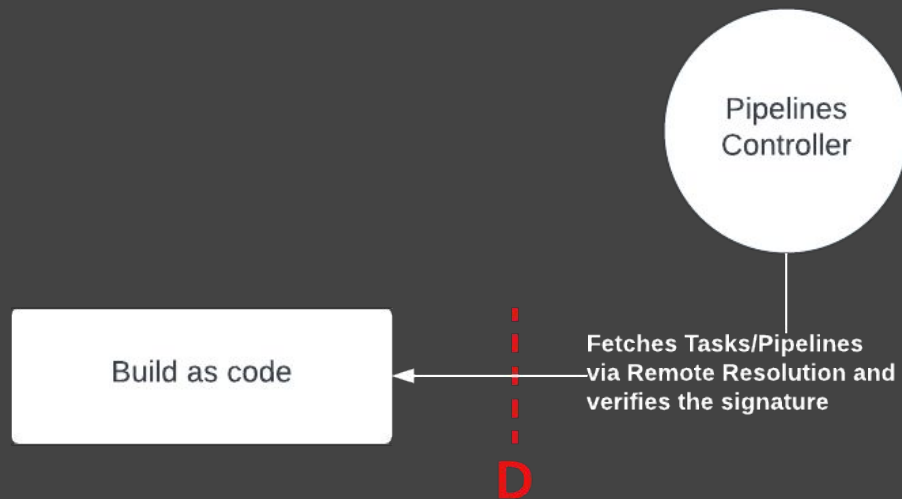 Pipelines
Controller
Build as code
Fetches Tasks/Pipelines
via Remote Resolution and
verifies the signature
D